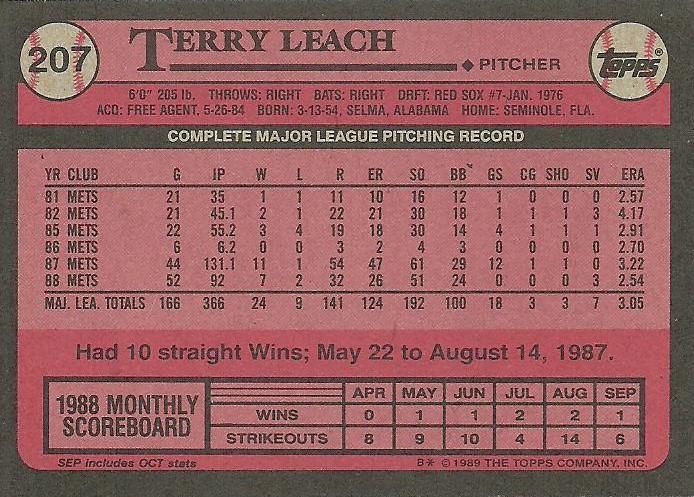 207 TERRY LEACH
PITCHER TOPPS®
6'0" 205 lb. THROWS: RIGHT BATS: RIGHT DRFT: RED SOX #7-JAN. 1976
ACQ: FREE AGENT, 5-26-84 BORN: 3-13-54, SELMA, ALABAMA HOME: SEMINOLE, FLA.
COMPLETE MAJOR LEAGUE PITCHING RECORD
YR CLUB G IP W L R ER SO BB GS CG SHO SV ERA
81 METS 21 35 1 1 11 10 16 12 1 0 0 0 2.57
82 METS 21 45.1 2 1 22 21 30 18 1 1 1 3 4.17
85 METS 22 55.2 3 4 19 18 30 14 4 1 1 1 2.91
86 METS 6 6.2 0 0 3 2 4 3 0 0 0 0 2.70
87 METS 44 131.1 11 1 54 47 61 29 12 1 1 0 3.22
88 METS 52 92 7 2 32 26 51 24 0 0 0 3 2.54
MAJ. LEA. TOTALS 166 366 24 9 141 124 192 100 18 3 3 7 3.05
Had 10 straight Wins; May 22 to August 14, 1987.
1988 MONTHLY
SCOREBOARD
APR MAY JUN JUL AUG SEP
WINS 0 1 1 2 2 1
STRIKEOUTS 8 9 10 4 14 6
SEP includes OCT stats B* © 1989 THE TOPPS COMPANY, INC.